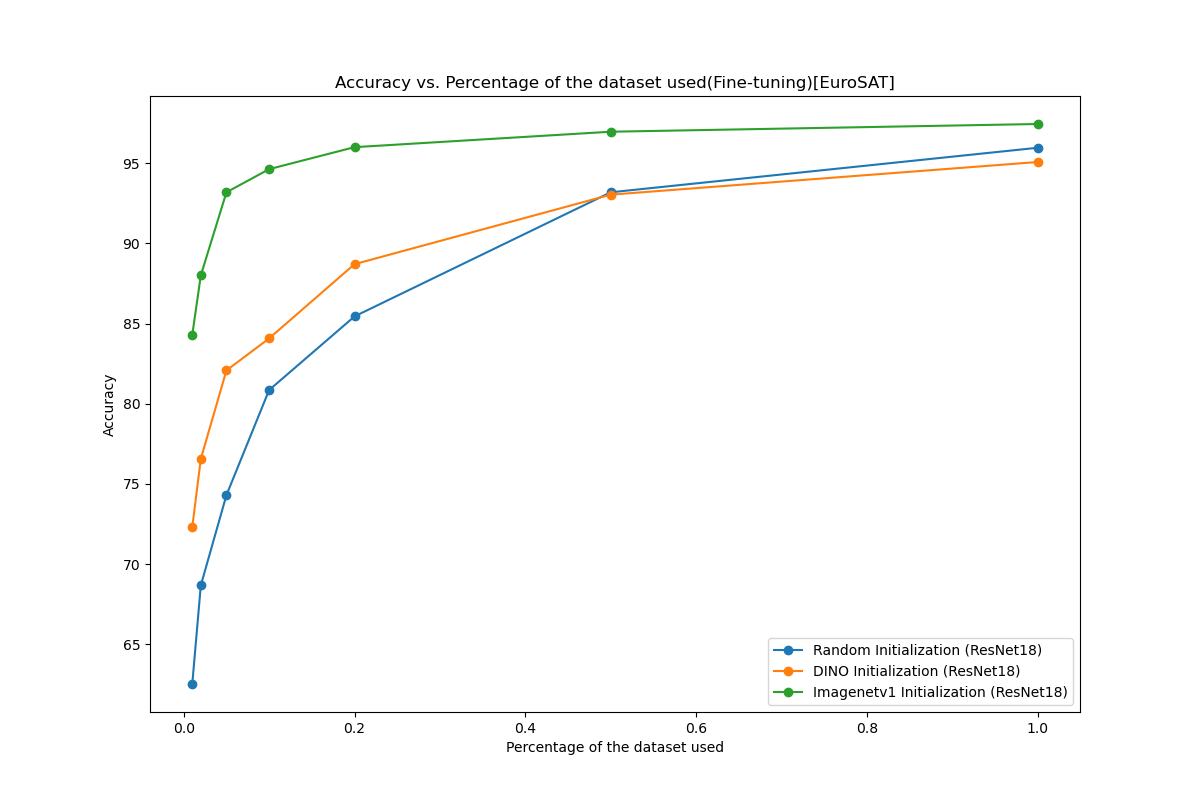 Accuracy vs. Percentage of the dataset used(Fine-tuning)[EuroSAT]
95
90
85
80
75
70
65
Accuracy
Random Initialization (ResNet18)
DINO Initialization (ResNet18)
Imagenetv1 Initialization (ResNet18)
0.0 0.2 0.4 0.6 0.8 1.0
Percentage of the dataset used